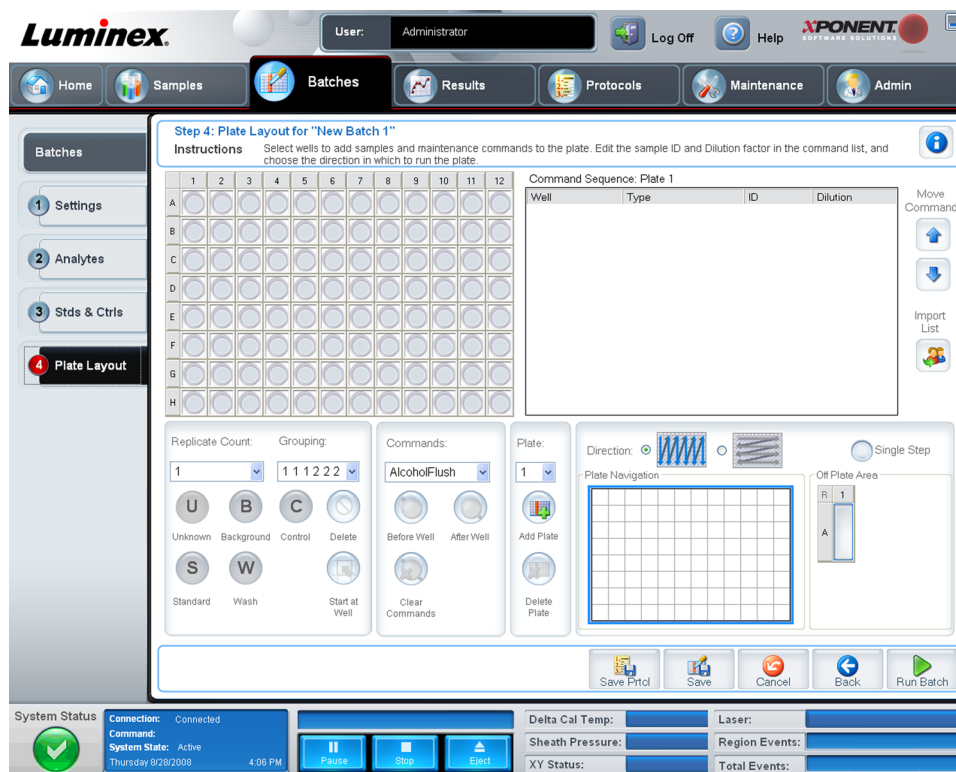 Luminex.
User: Administrator
Log Off
Help
XPONENT.
SOFTWARE SOLUTIONS
Home
Samples
Batches
Results
Protocols
Maintenance
Admin
Batches
1 Settings
2 Analytes
3 Stds & Ctrls
4 Plate Layout
Step 4: Plate Layout for "New Batch 1"
Instructions Select wells to add samples and maintenance commands to the plate. Edit the sample ID and Dilution factor in the command list, and
choose the direction in which to run the plate.
1 2 3 4 5 6 7 8 9 10 11 12
A
B
C
D
E
F
G
H
Command Sequence: Plate 1
Well Type ID Dilution
Move
Command
Import
List
Replicate Count: Grouping:
1 1 1 1 2 2 2
U B C
Unknown Background Control Delete
S W
Standard Wash Start at
Well
Commands:
AlcoholFlush
Before Well After Well
Clear
Commands
Plate:
1
Add Plate
Delete
Plate
Direction:
Single Step
Plate Navigation
Off Plate Area
R 1
A
Save Prtcl
Save
Cancel
Back
Run Batch
System Status
Connection: Connected
Command:
System State: Active
Thursday 8/28/2008 4:06 PM
Pause
Stop
Eject
Delta Cal Temp:
Laser:
Sheath Pressure:
Region Events:
XY Status:
Total Events: